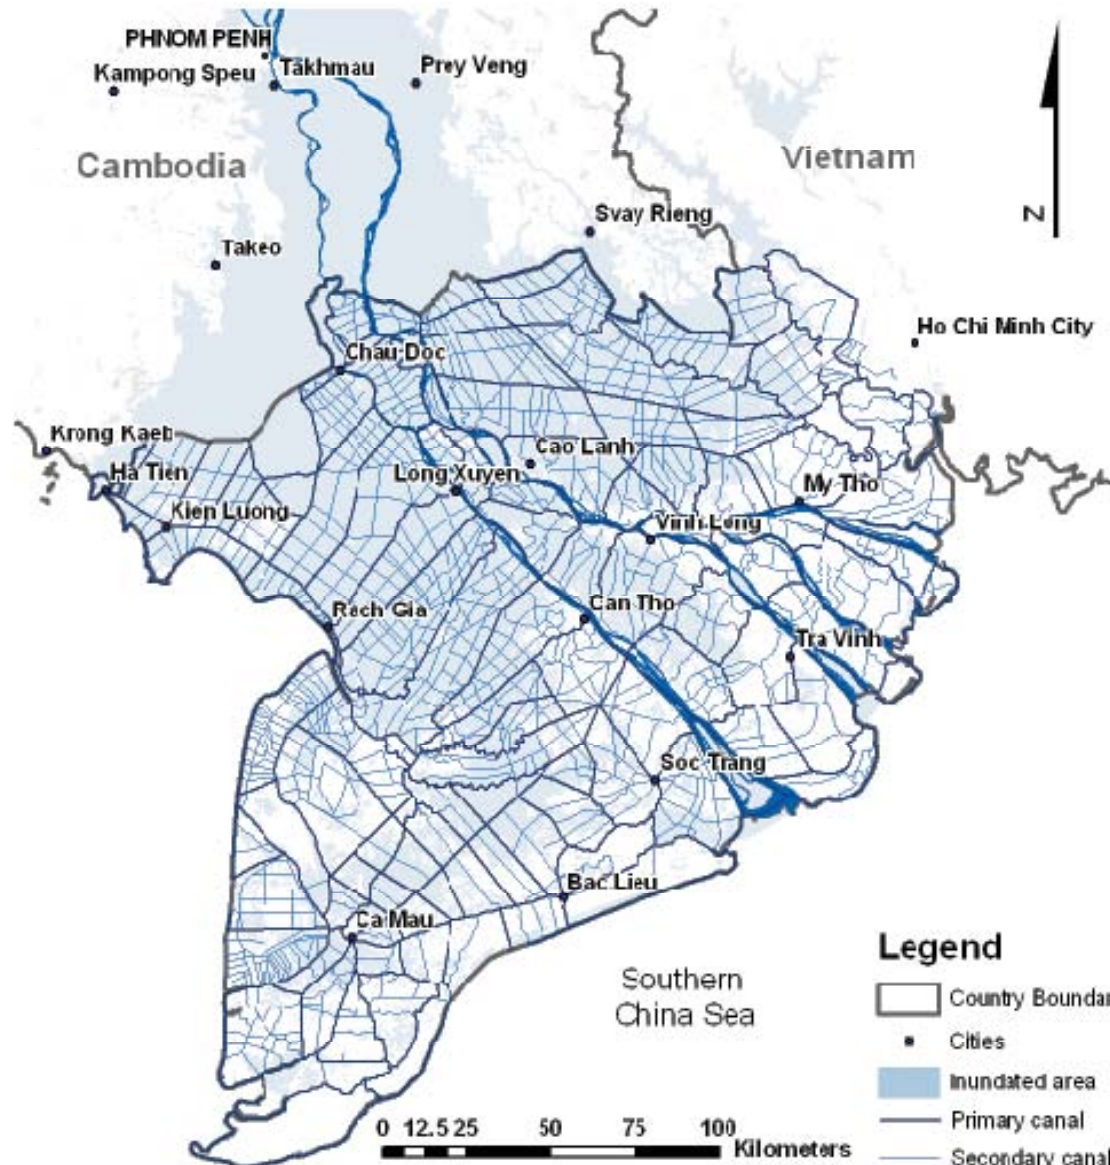 PHNOM PENH
Kampong Speu
Takhmau
Prey Veng
Cambodia
Vietnam
Svay Rieng
N
Takeo
Ho Chi Minh City
Chau Doc
Krong Kaeb
Ha Tien
Cao Lanh
Long Xuyen
My Tho
Kien Luong
Vinh Long
Rach Gia
Can Tho
Tra Vinh
Soc Trang
Bac Lieu
Ca Mau
Southern
China Sea
Legend
Country Boundar
Cities
Inundated area
Primary canal
Secondary canal
0 12.5 25 50 75 100
Kilometers